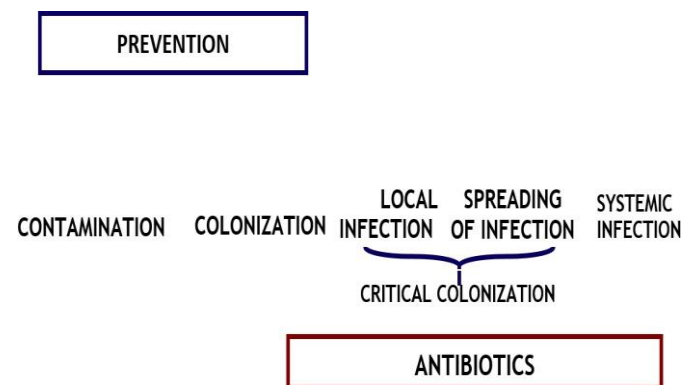 PREVENTION
CONTAMINATION
COLONIZATION
LOCAL
INFECTION
SPREADING
OF INFECTION
SYSTEMIC
INFECTION
CRITICAL COLONIZATION
ANTIBIOTICS